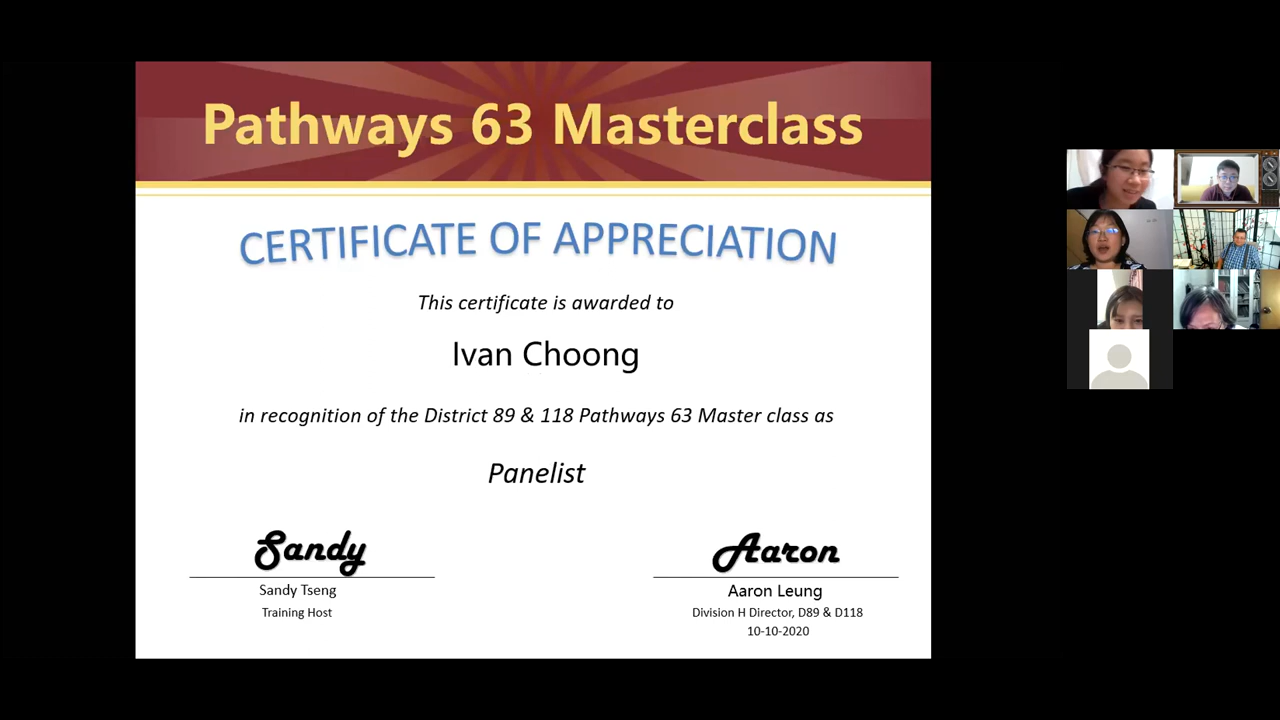 Pathways 63 Masterclass
CERTIFICATE OF APPRECIATION
This certificate is awarded to
Ivan Choong
in recognition of the District 89 & 118 Pathways 63 Master class as
Panelist
Sandy
Aaron
Sandy Tseng
Aaron Leung
Training Host
Division H Director, D89 & D118
10-10-2020